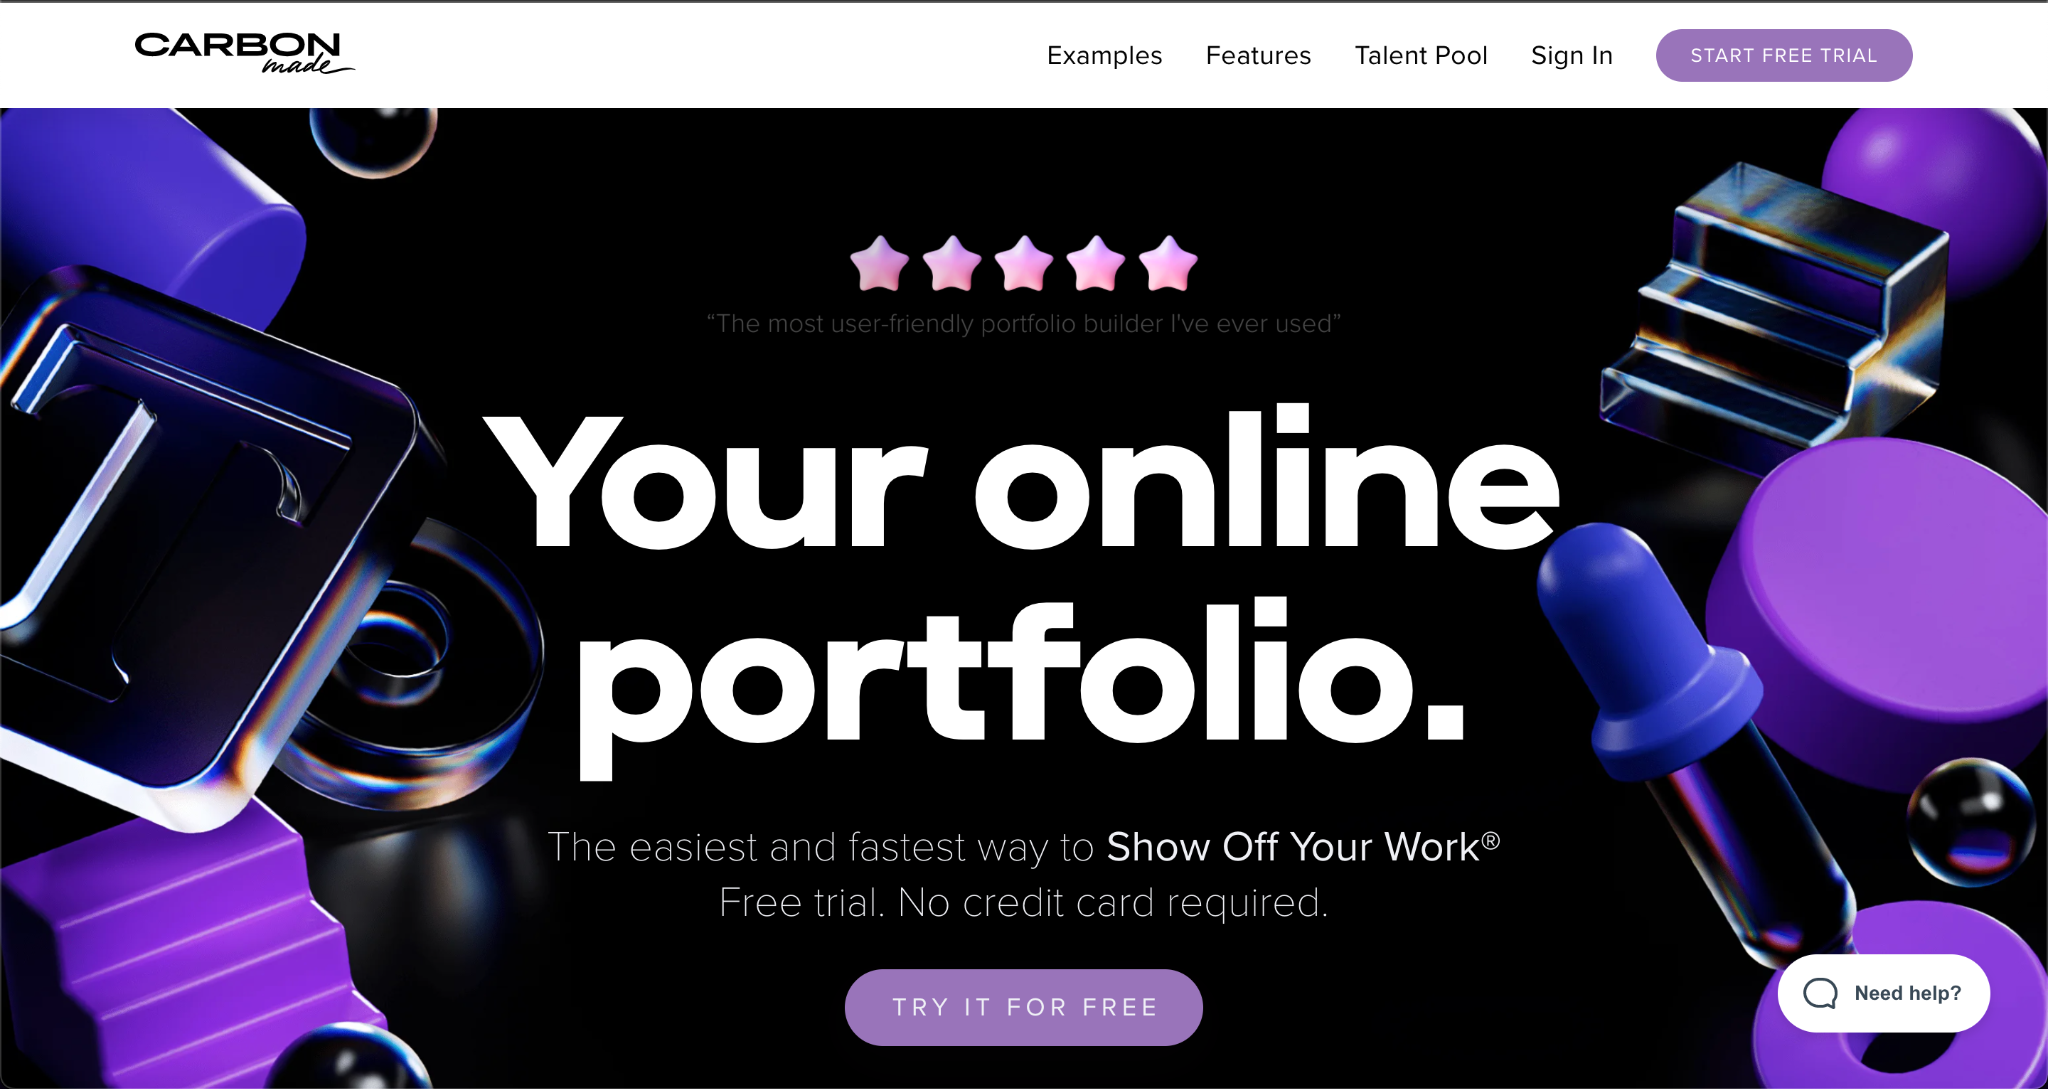 CARBON
made
Examples
Features
Talent Pool
Sign In
START FREE TRIAL
“The most user-friendly portfolio builder I've ever used”
T
Your online
portfolio.
The easiest and fastest way to Show Off Your Work®
Free trial. No credit card required.
TRY IT FOR FREE
Need help?